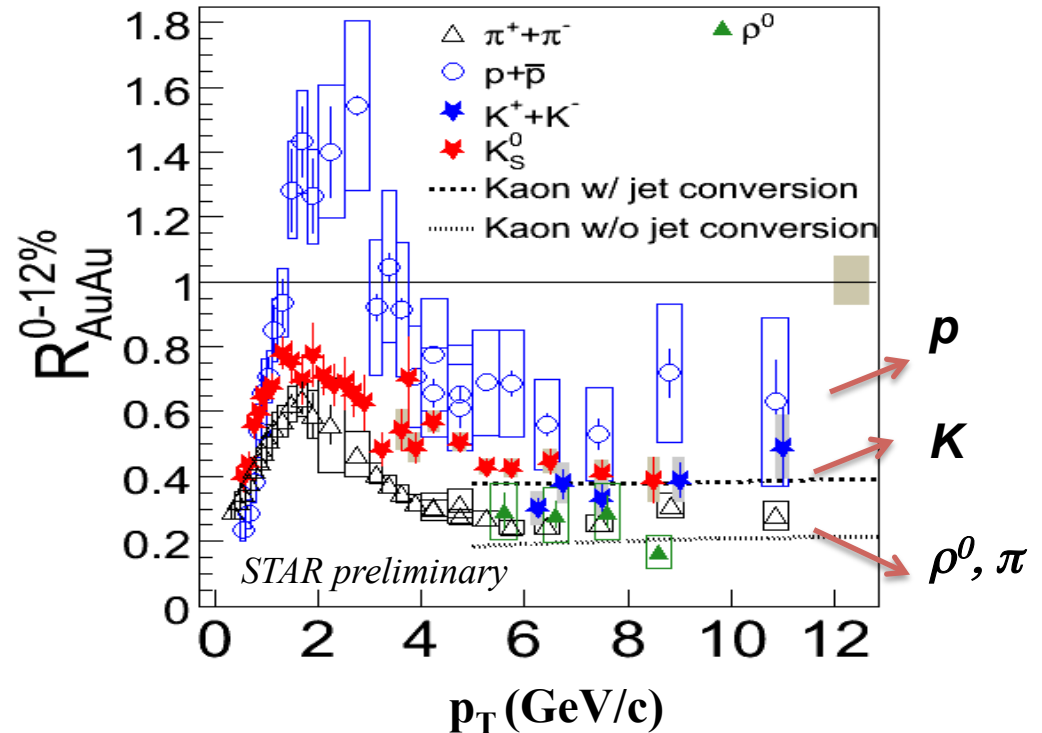 R^{0-12%}_{AuAu}
1.8
1.6
1.4
1.2
1
0.8
0.6
0.4
0.2
0
π⁺+π⁻
p+p̅
K⁺+K⁻
K⁰_S
Kaon w/ jet conversion
Kaon w/o jet conversion
ρ⁰
p
K
ρ⁰, π
STAR preliminary
0 2 4 6 8 10 12
p_T (GeV/c)